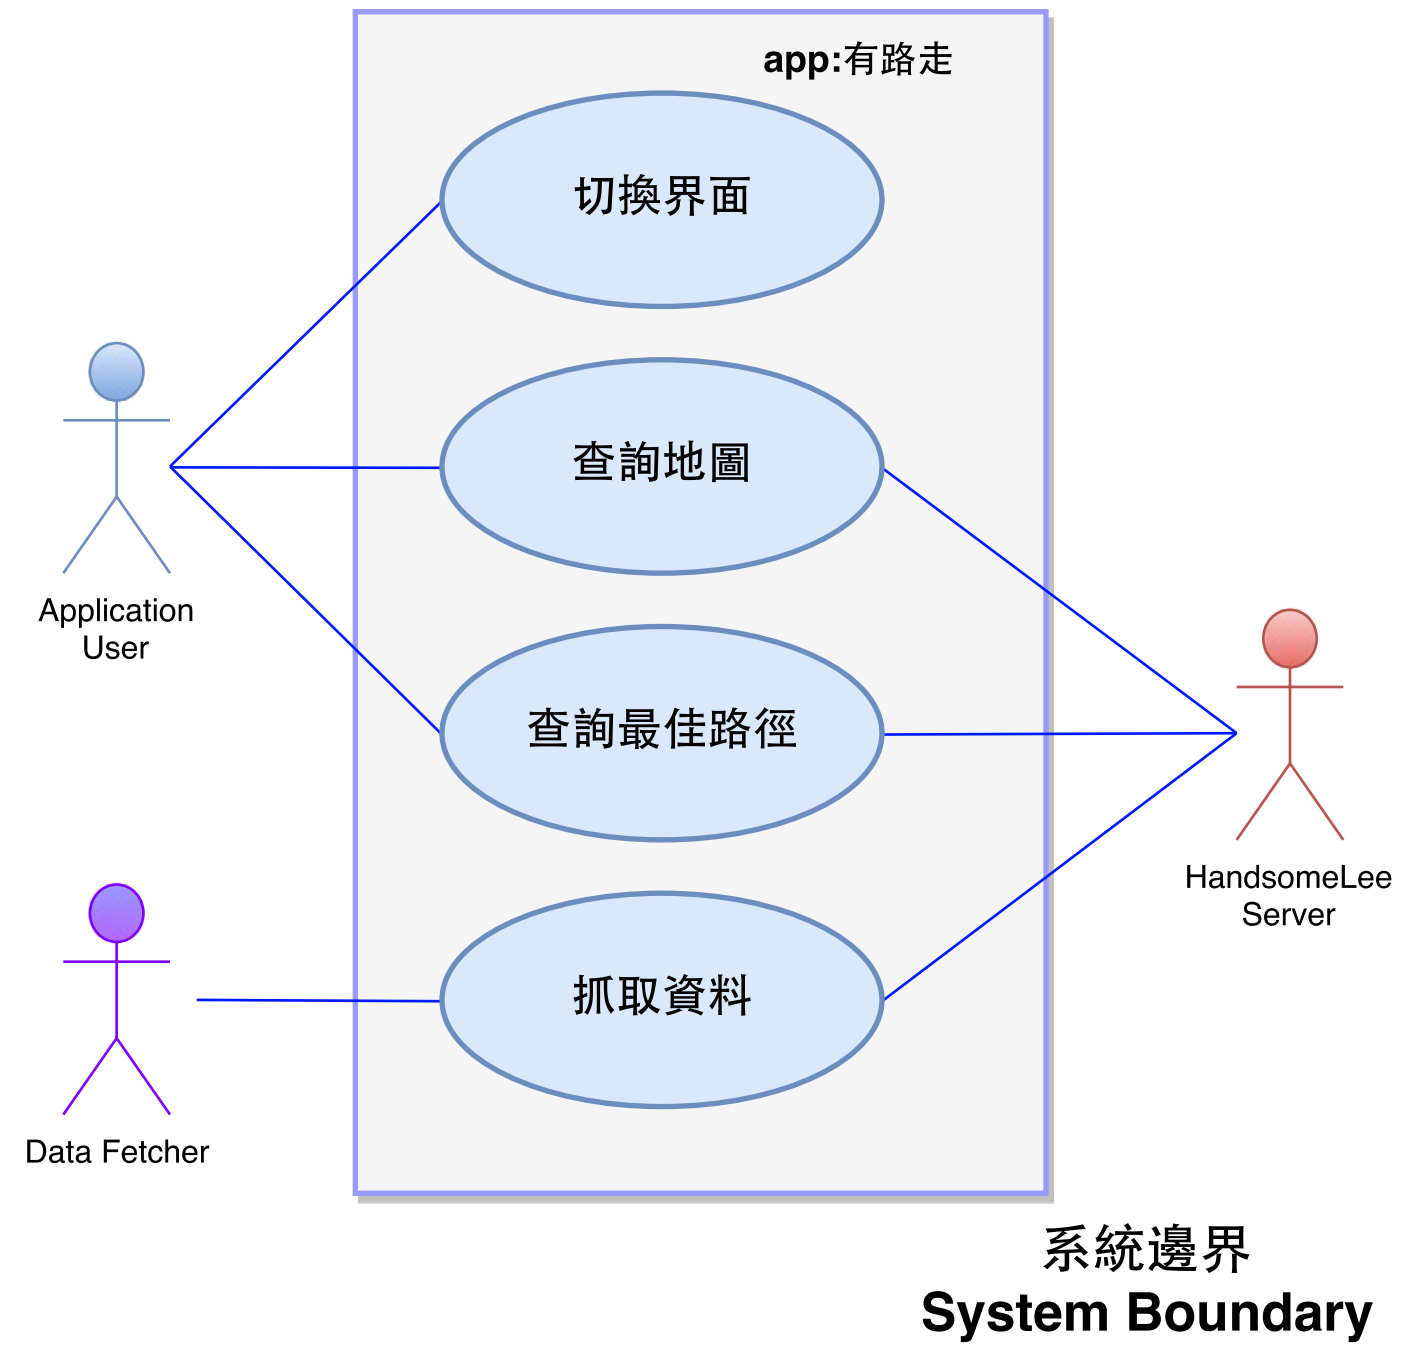 app:有路走
切換界面
查詢地圖
Application
User
查詢最佳路徑
HandsomeLee
Server
抓取資料
Data Fetcher
系統邊界
System Boundary